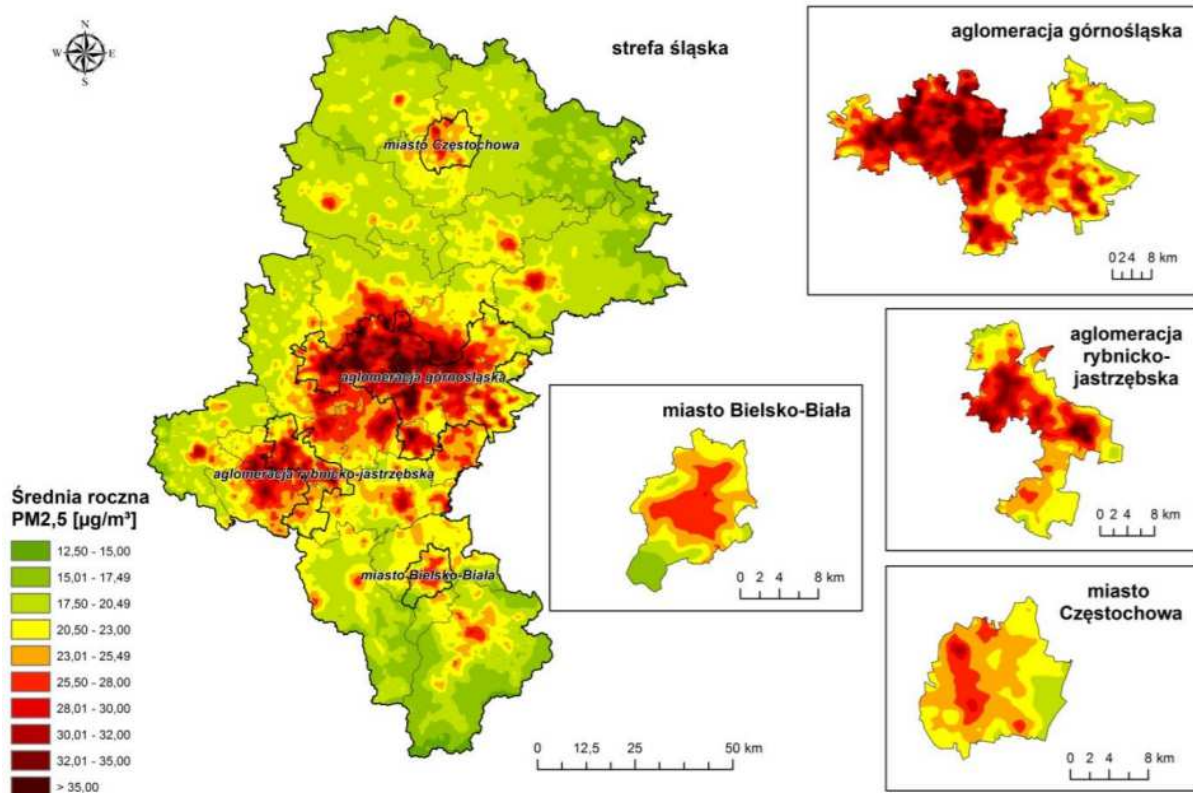 N
W E
S
strefa śląska
aglomeracja górnośląska
0 2 4 8 km
miasto Częstochowa
aglomeracja górnośląska
aglomeracja rybnicko-jastrzębska
miasto Bielsko-Biała
aglomeracja
rybnicko-
jastrzębska
0 2 4 8 km
miasto Bielsko-Biała
0 2 4 8 km
miasto
Częstochowa
0 2 4 8 km
Średnia roczna
PM2,5 [µg/m³]
12,50 - 15,00
15,01 - 17,49
17,50 - 20,49
20,50 - 23,00
23,01 - 25,49
25,50 - 28,00
28,01 - 30,00
30,01 - 32,00
32,01 - 35,00
> 35,00
0 12,5 25 50 km